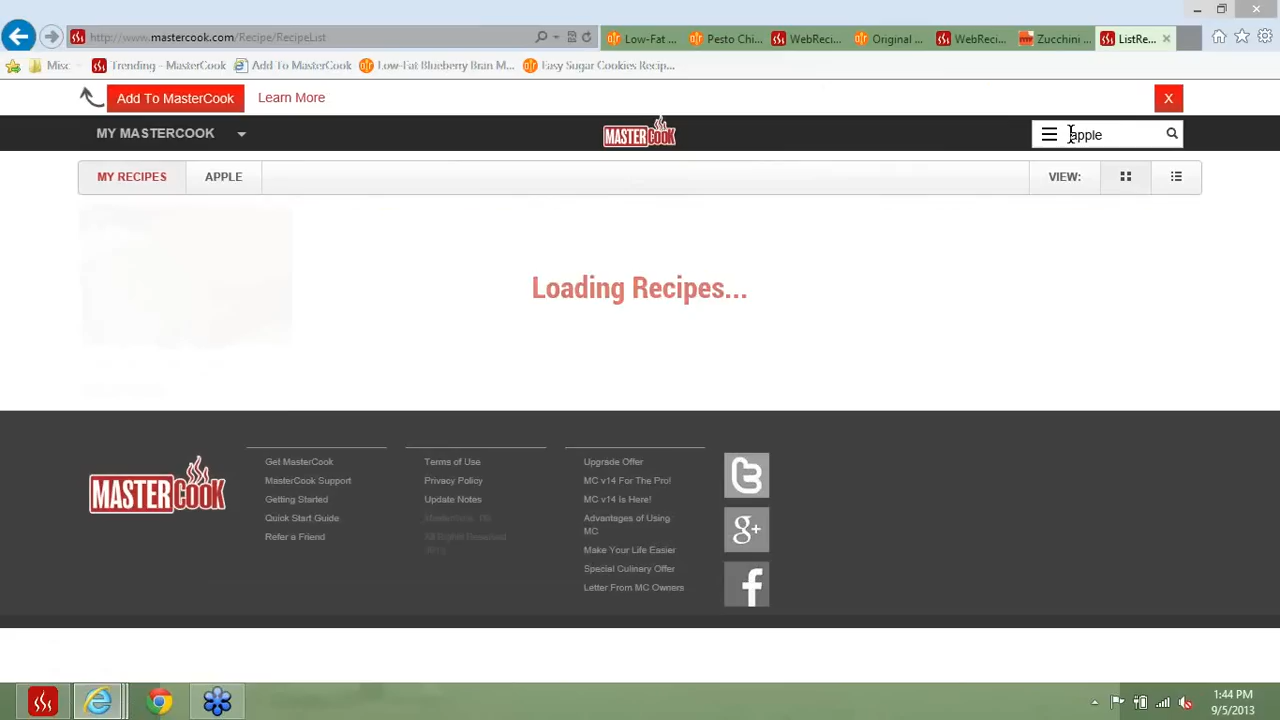 http://www.mastercook.com/Recipe/RecipeList
Low-Fat ...
Pesto Chi...
WebReci...
Original ...
WebReci...
Zucchini ...
ListRe...
Misc
Trending - MasterCook
Add To MasterCook
Low-Fat Blueberry Bran M...
Easy Sugar Cookies Recip...
Add To MasterCook
Learn More
X
MY MASTERCOOK
MASTERCOOK
apple
MY RECIPES
APPLE
VIEW:
Loading Recipes...
MASTERCOOK
Get MasterCook
MasterCook Support
Getting Started
Quick Start Guide
Refer a Friend
Terms of Use
Privacy Policy
Update Notes
All Rights Reserved
2013
Upgrade Offer
MC v14 For The Pro!
MC v14 Is Here!
Advantages of Using
MC
Make Your Life Easier
Special Culinary Offer
Letter From MC Owners
1:44 PM
9/5/2013